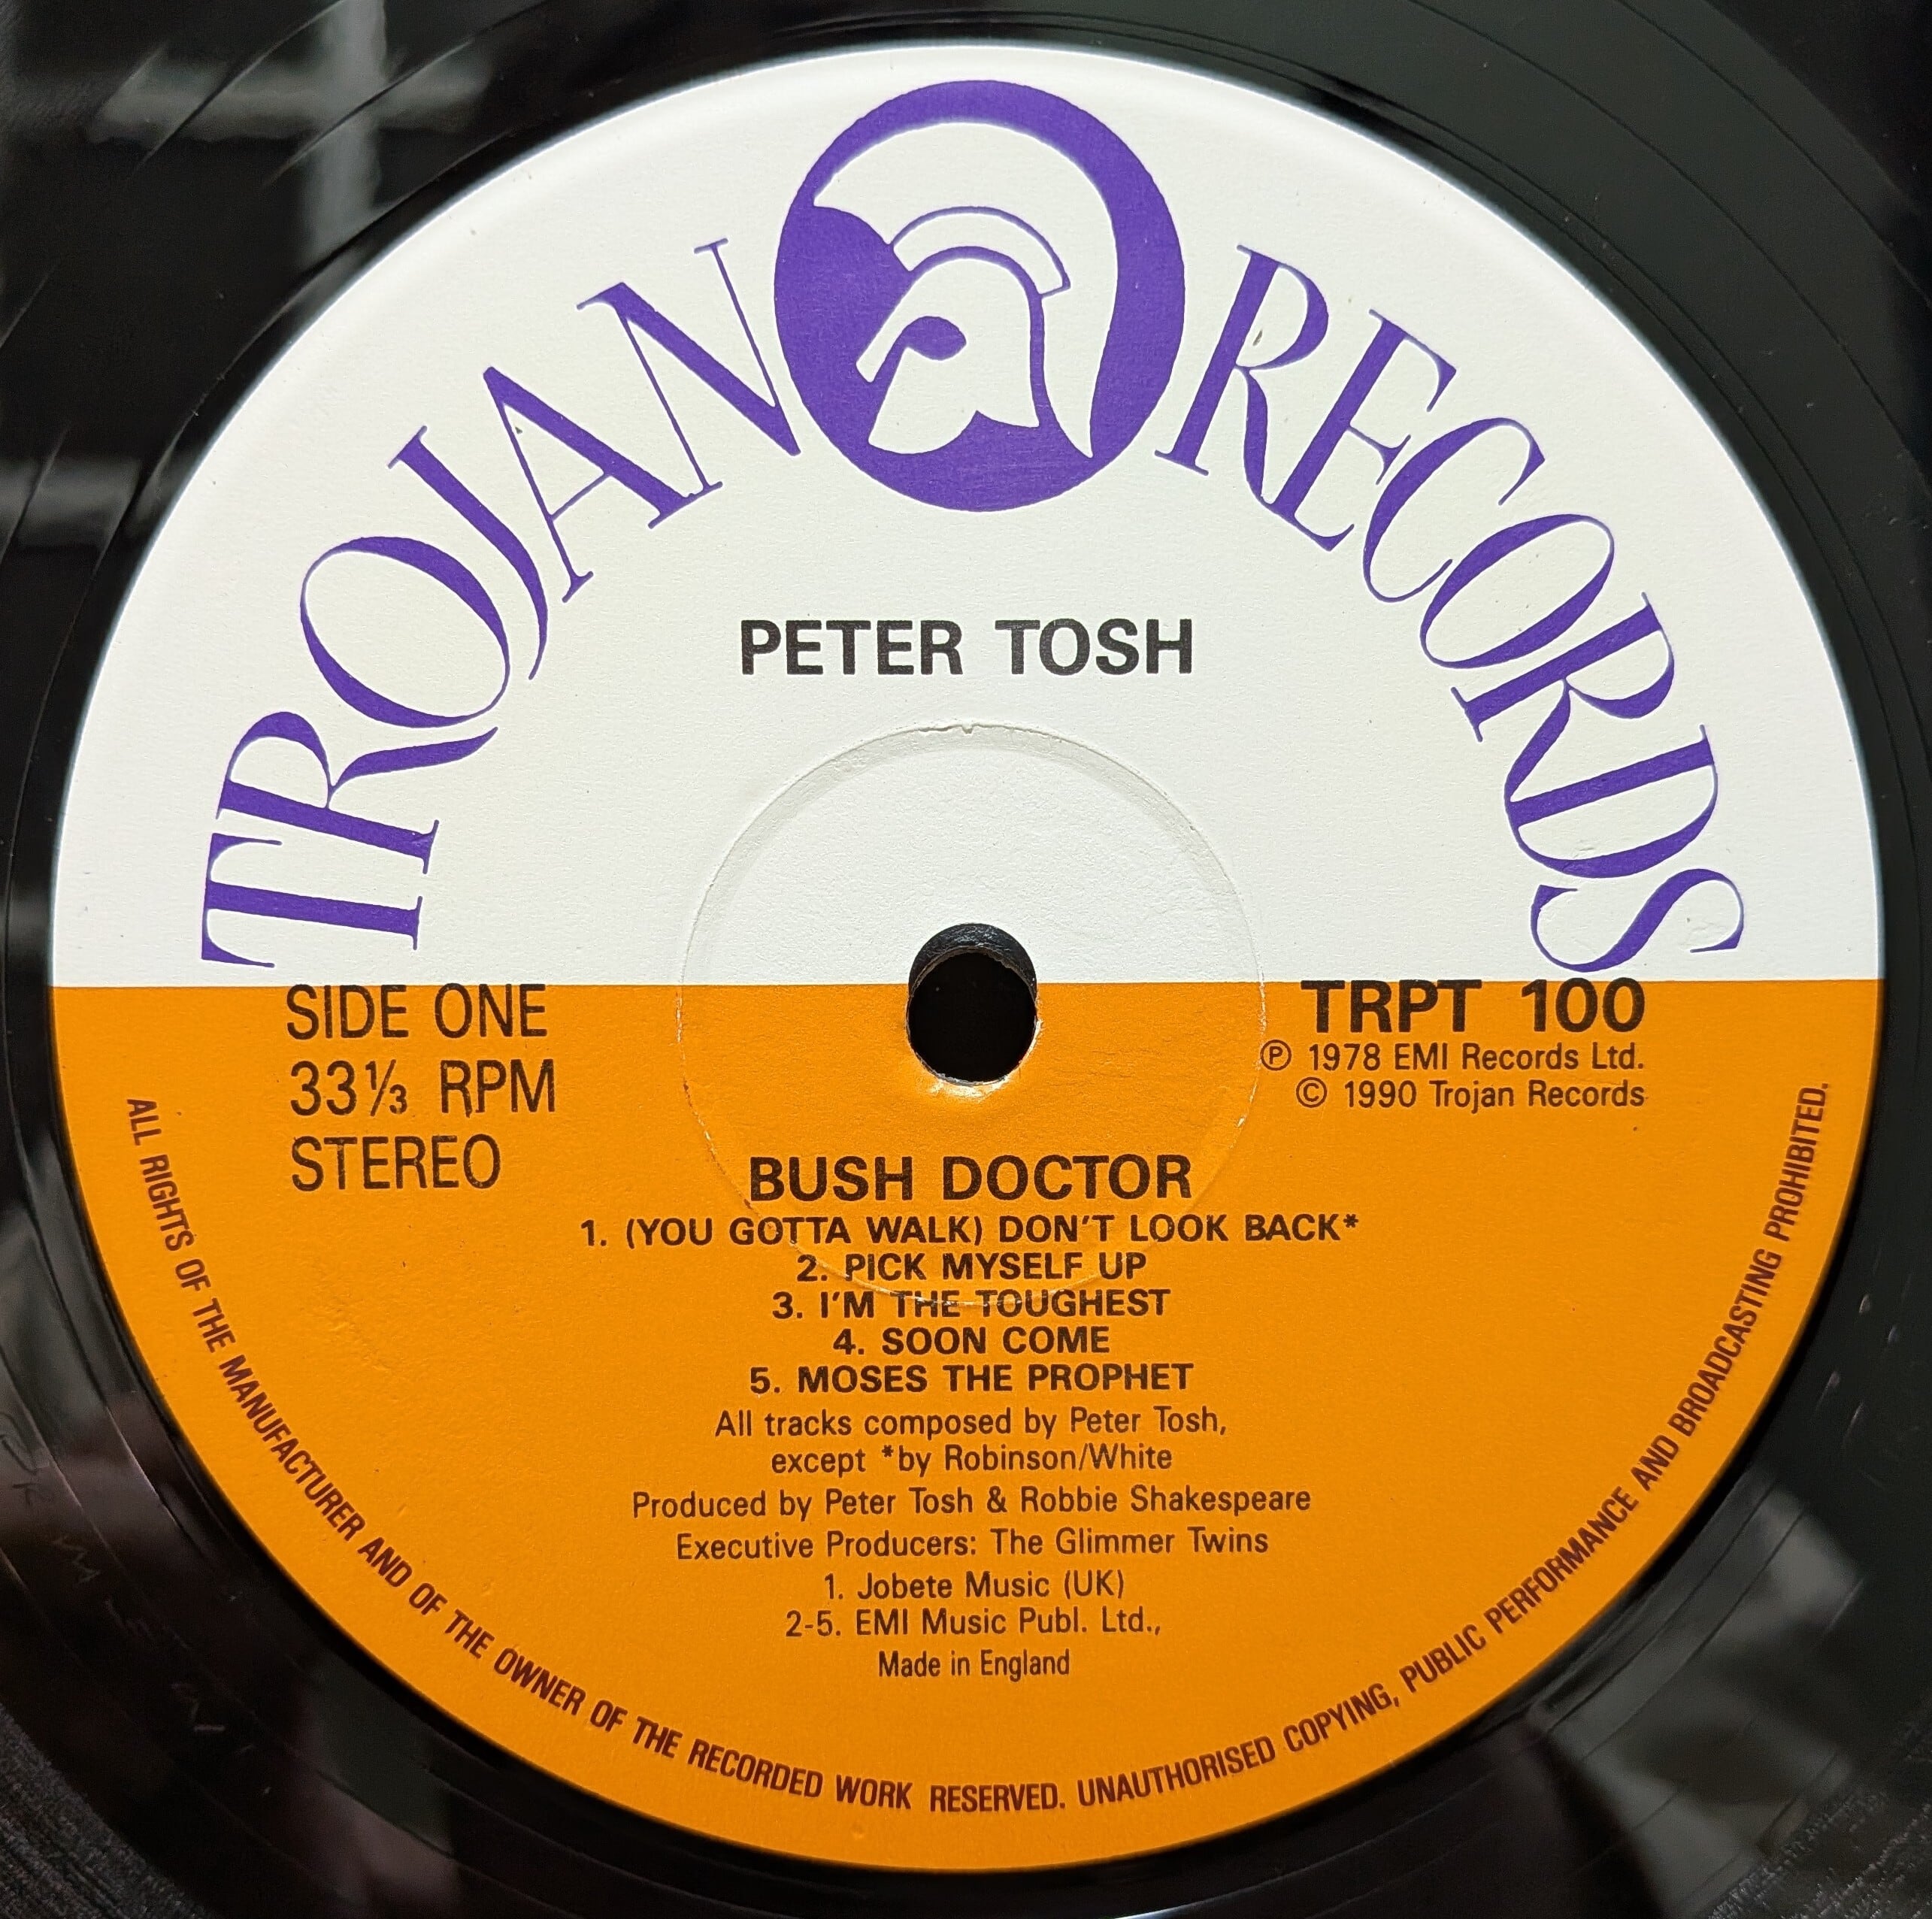 TROJAN RECORDS
PETER TOSH
SIDE ONE
33⅓ RPM
STEREO
TRPT 100
℗ 1978 EMI Records Ltd.
© 1990 Trojan Records
BUSH DOCTOR
1. (YOU GOTTA WALK) DON'T LOOK BACK*
2. PICK MYSELF UP
3. I'M THE TOUGHEST
4. SOON COME
5. MOSES THE PROPHET
All tracks composed by Peter Tosh,
except *by Robinson/White
Produced by Peter Tosh & Robbie Shakespeare
Executive Producers: The Glimmer Twins
1. Jobete Music (UK)
2-5. EMI Music Publ. Ltd.,
Made in England
ALL RIGHTS OF THE MANUFACTURER AND OF THE OWNER OF THE RECORDED WORK RESERVED. UNAUTHORISED COPYING, PUBLIC PERFORMANCE AND BROADCASTING PROHIBITED.